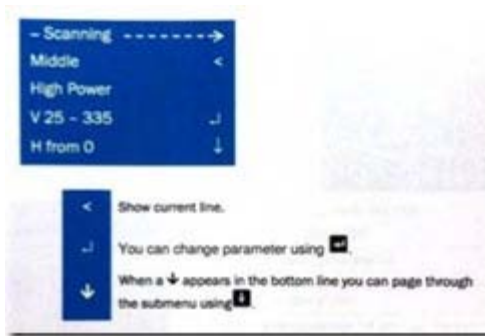 - Scanning -------->
Middle <
High Power
V 25 - 335 ↵
H from 0 ↓
< Show current line.
↵ You can change parameter using ↵.
↓ When a ↓ appears in the bottom line you can page through
the submenu using ⬇.